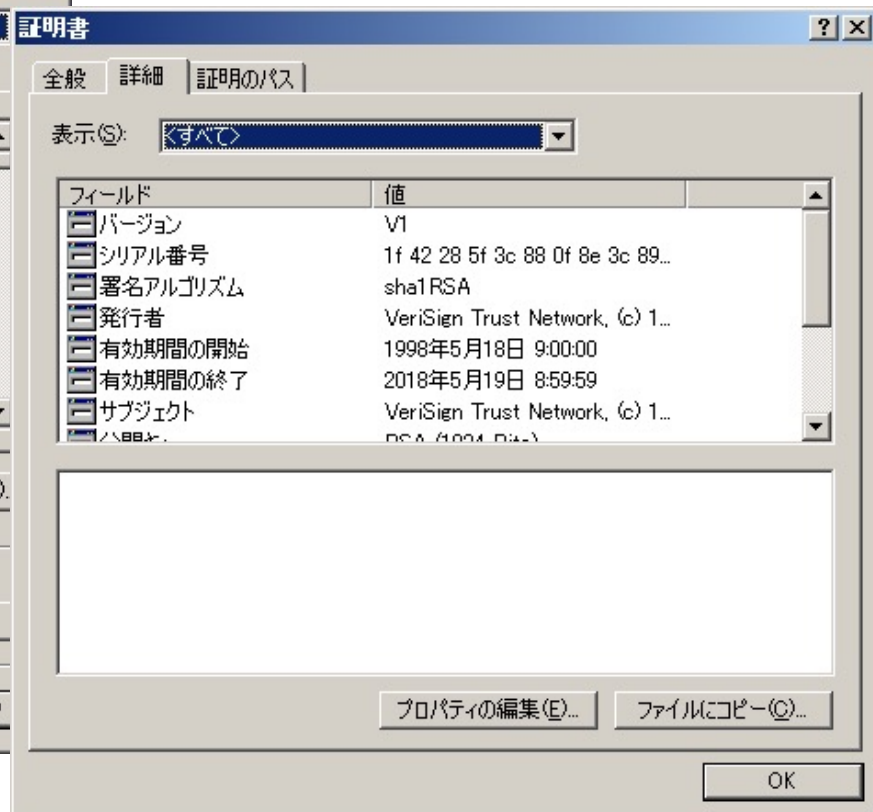 証明書
全般 詳細 証明のパス
表示(S): <すべて>
フィールド 値
バージョン V1
シリアル番号 1f 42 28 5f 3c 88 0f 8e 3c 89...
署名アルゴリズム sha1RSA
発行者 VeriSign Trust Network, (c) 1...
有効期間の開始 1998年5月18日 9:00:00
有効期間の終了 2018年5月19日 8:59:59
サブジェクト VeriSign Trust Network, (c) 1...
RSA (1024 Bits)
プロパティの編集(E)... ファイルにコピー(C)...
OK